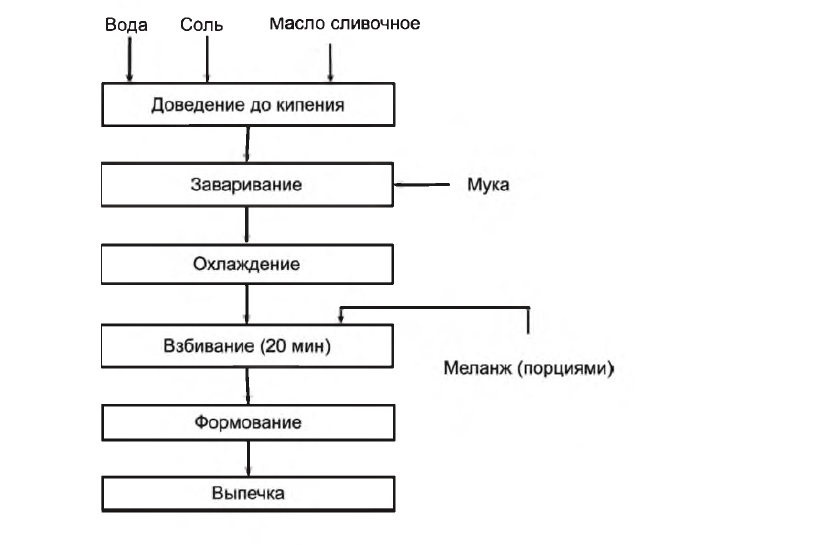 Вода Соль Масло сливочное
Доведение до кипения
Заваривание
Мука
Охлаждение
Взбивание (20 мин)
Меланж (порциями)
Формование
Выпечка